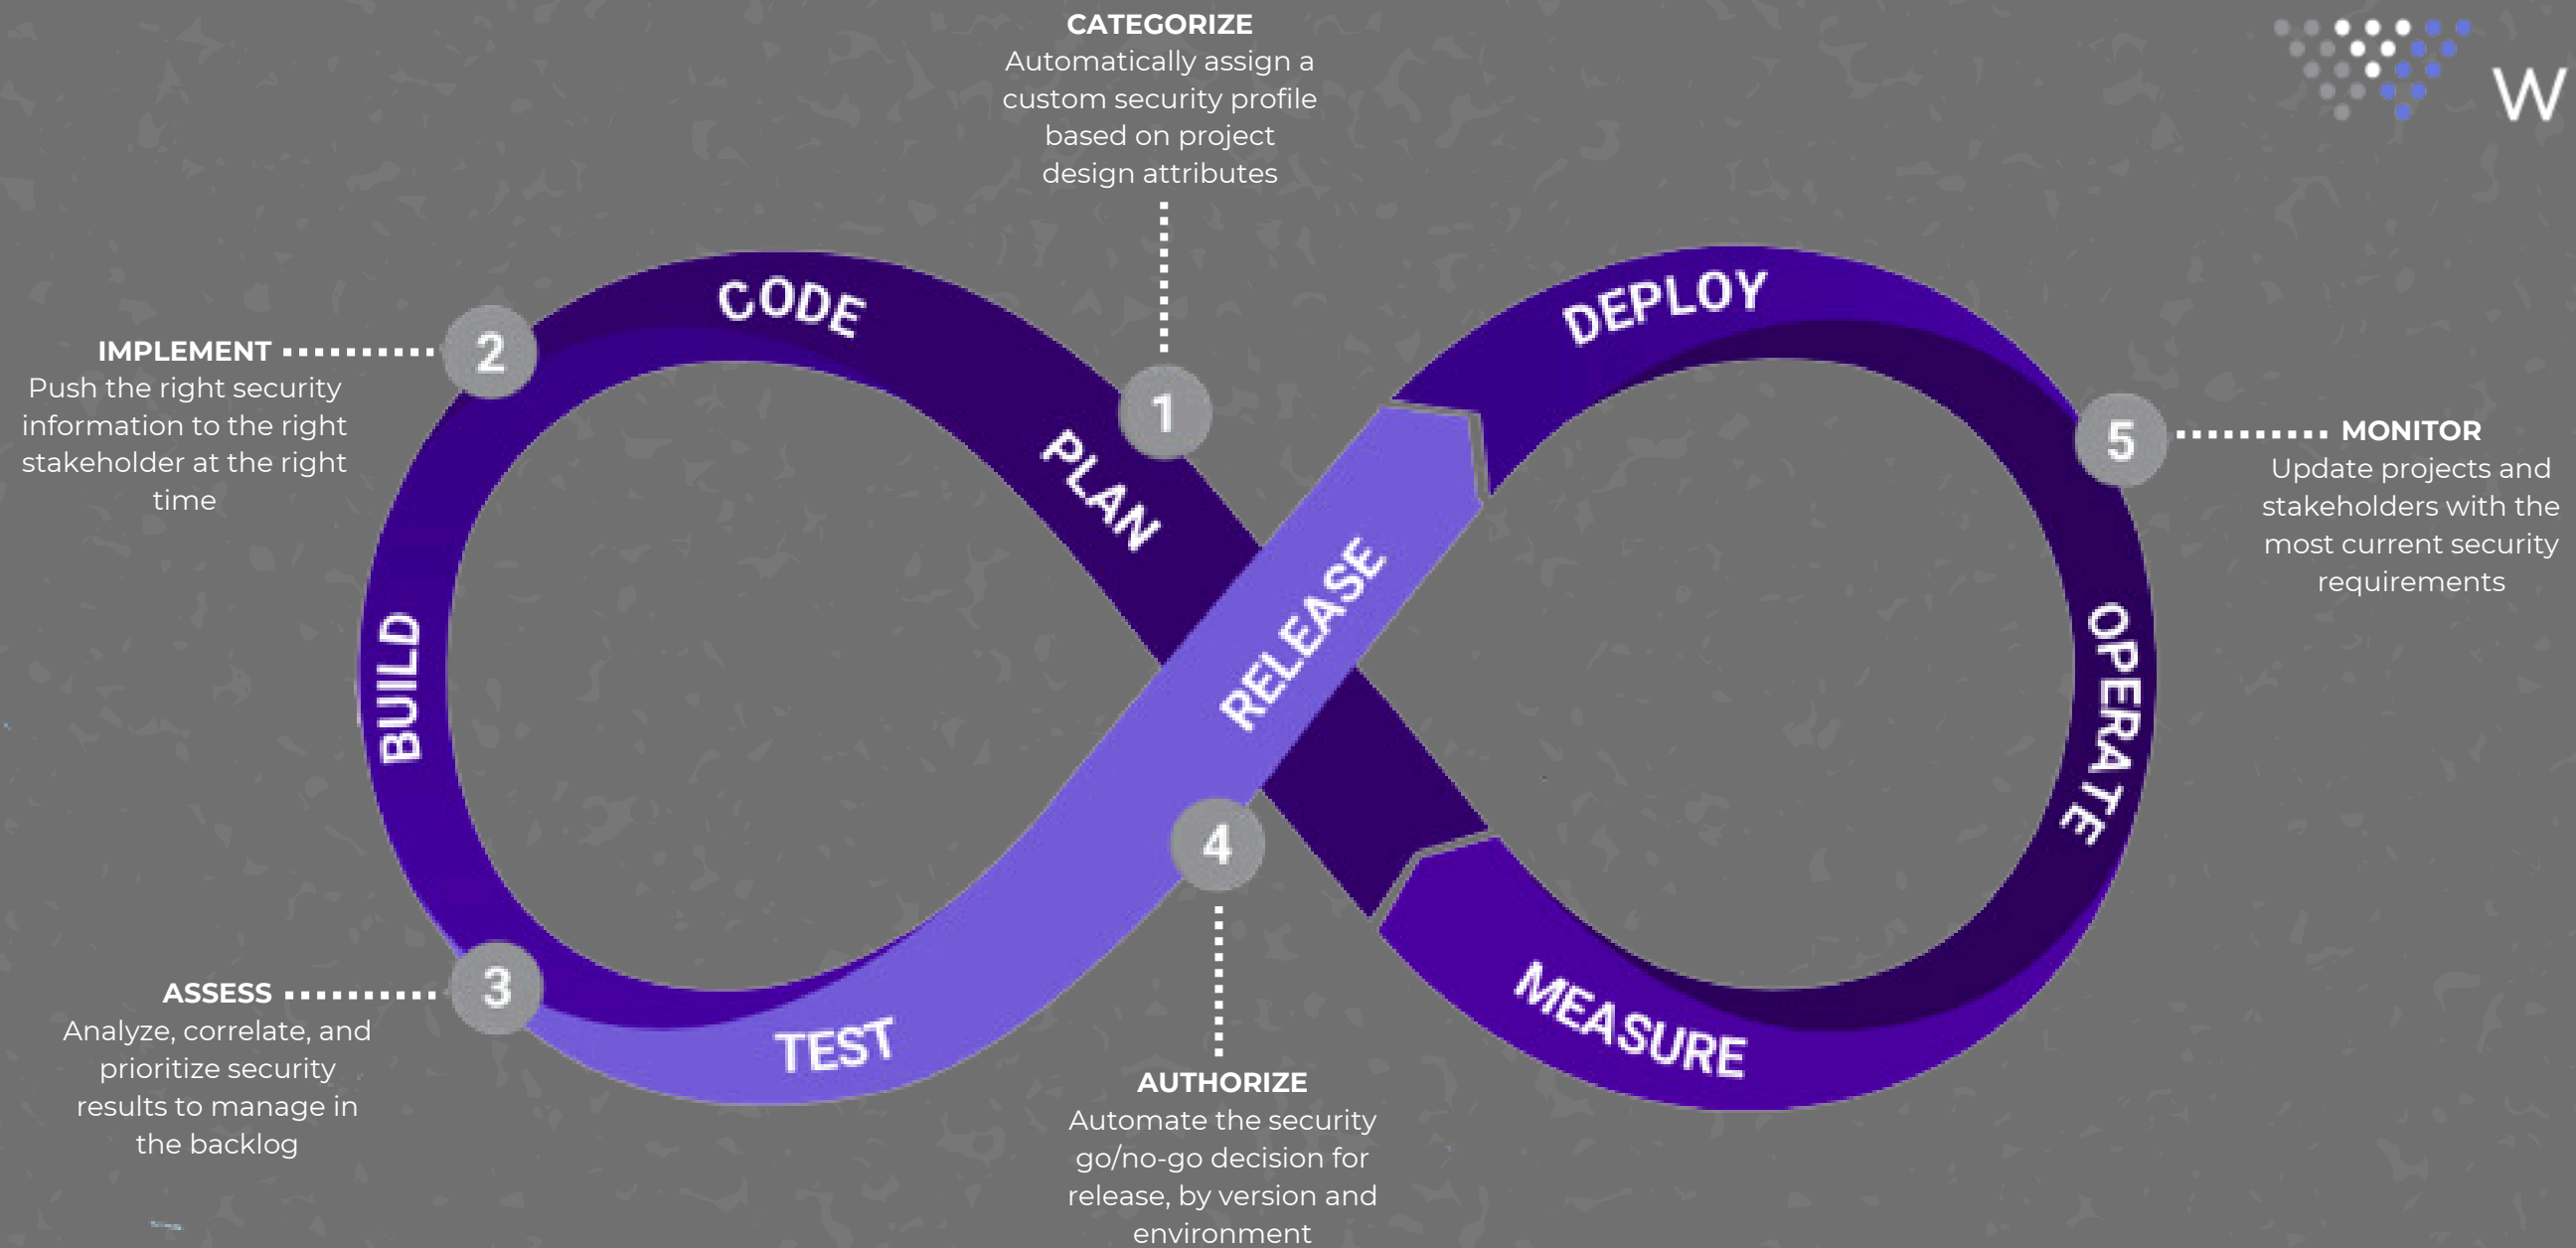 CATEGORIZE
Automatically assign a
custom security profile
based on project
design attributes
W
CODE
DEPLOY
1
PLAN
2
IMPLEMENT
Push the right security
information to the right
stakeholder at the right
time
5
MONITOR
Update projects and
stakeholders with the
most current security
requirements
BUILD
RELEASE
OPERATE
4
3
ASSESS
Analyze, correlate, and
prioritize security
results to manage in
the backlog
TEST
MEASURE
AUTHORIZE
Automate the security
go/no-go decision for
release, by version and
environment